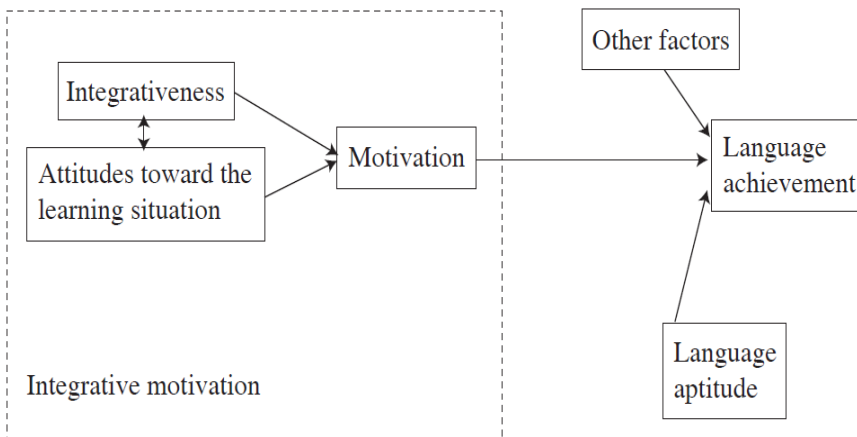 Other factors
Integrativeness
Attitudes toward the
learning situation
Motivation
Language
achievement
Integrative motivation
Language
aptitude